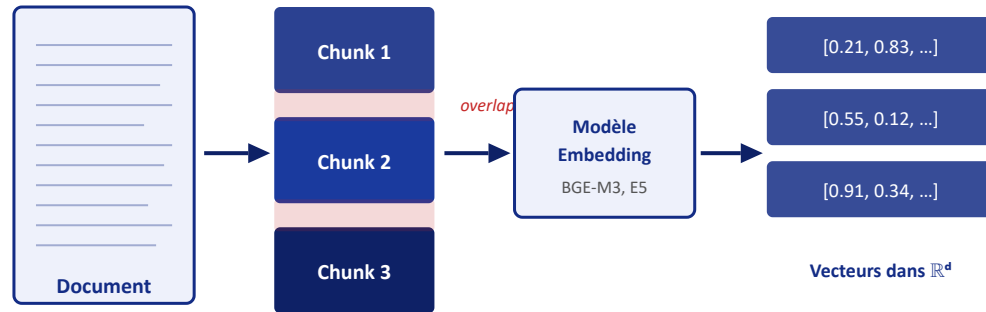 Document
Chunk 1
overlap
Chunk 2
Chunk 3
Modèle
Embedding
BGE-M3, E5
[0.21, 0.83, …]
[0.55, 0.12, …]
[0.91, 0.34, …]
Vecteurs dans ℝᵈ